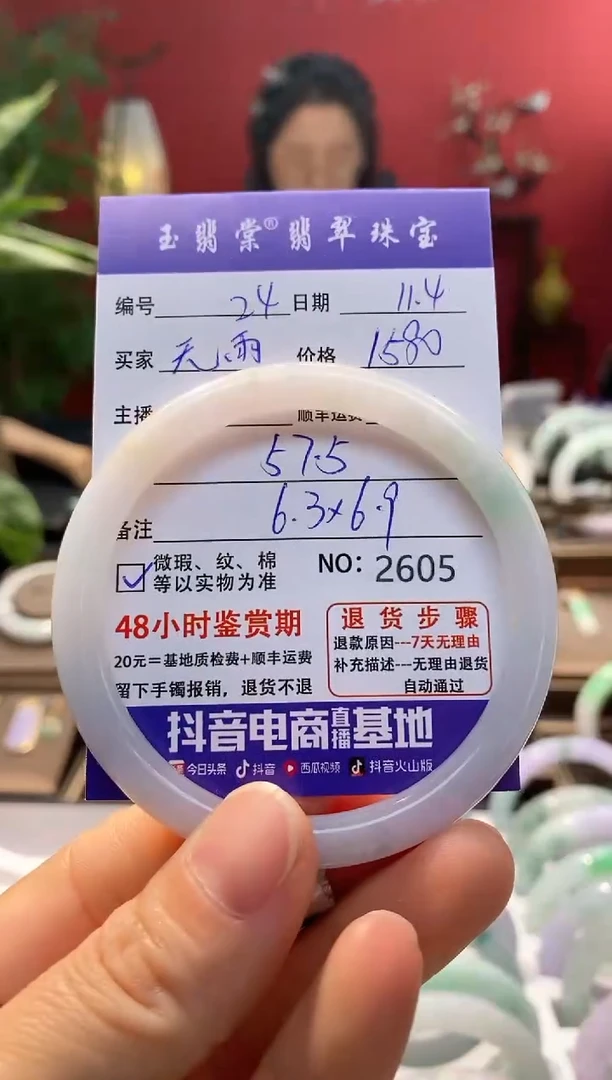 玉翡棠®翡翠珠宝
编号 24 日期 11.4
买家 天雨 价格 1580
主播 顺丰运费
57.5
备注 6.3×6.9
微瑕、纹、棉 NO：2605
等以实物为准
48小时鉴赏期
20元=基地质检费+顺丰运费
留下手镯报销，退货不退
退货步骤
退款原因---7天无理由
补充描述---无理由退货
自动通过
抖音电商直播基地
今日头条 抖音 西瓜视频 抖音火山版